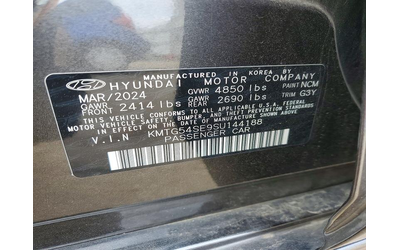 MANUFACTURED IN KOREA BY
HYUNDAI MOTOR COMPANY
MAR/2024 GVWR 4850 lbs PAINT NCM
GAWR FRONT 2414 lbs GAWR REAR 2690 lbs TRIM G3Y
THIS VEHICLE CONFORMS TO ALL APPLICABLE
FEDERAL MOTOR VEHICLE SAFETY, BUMPER,
AND THEFT PREVENTION STANDARDS
IN EFFECT ON THE DATE OF
MANUFACTURE SHOWN ABOVE.
V.I.N KMTG54SE9SU144188
PASSENGER CAR